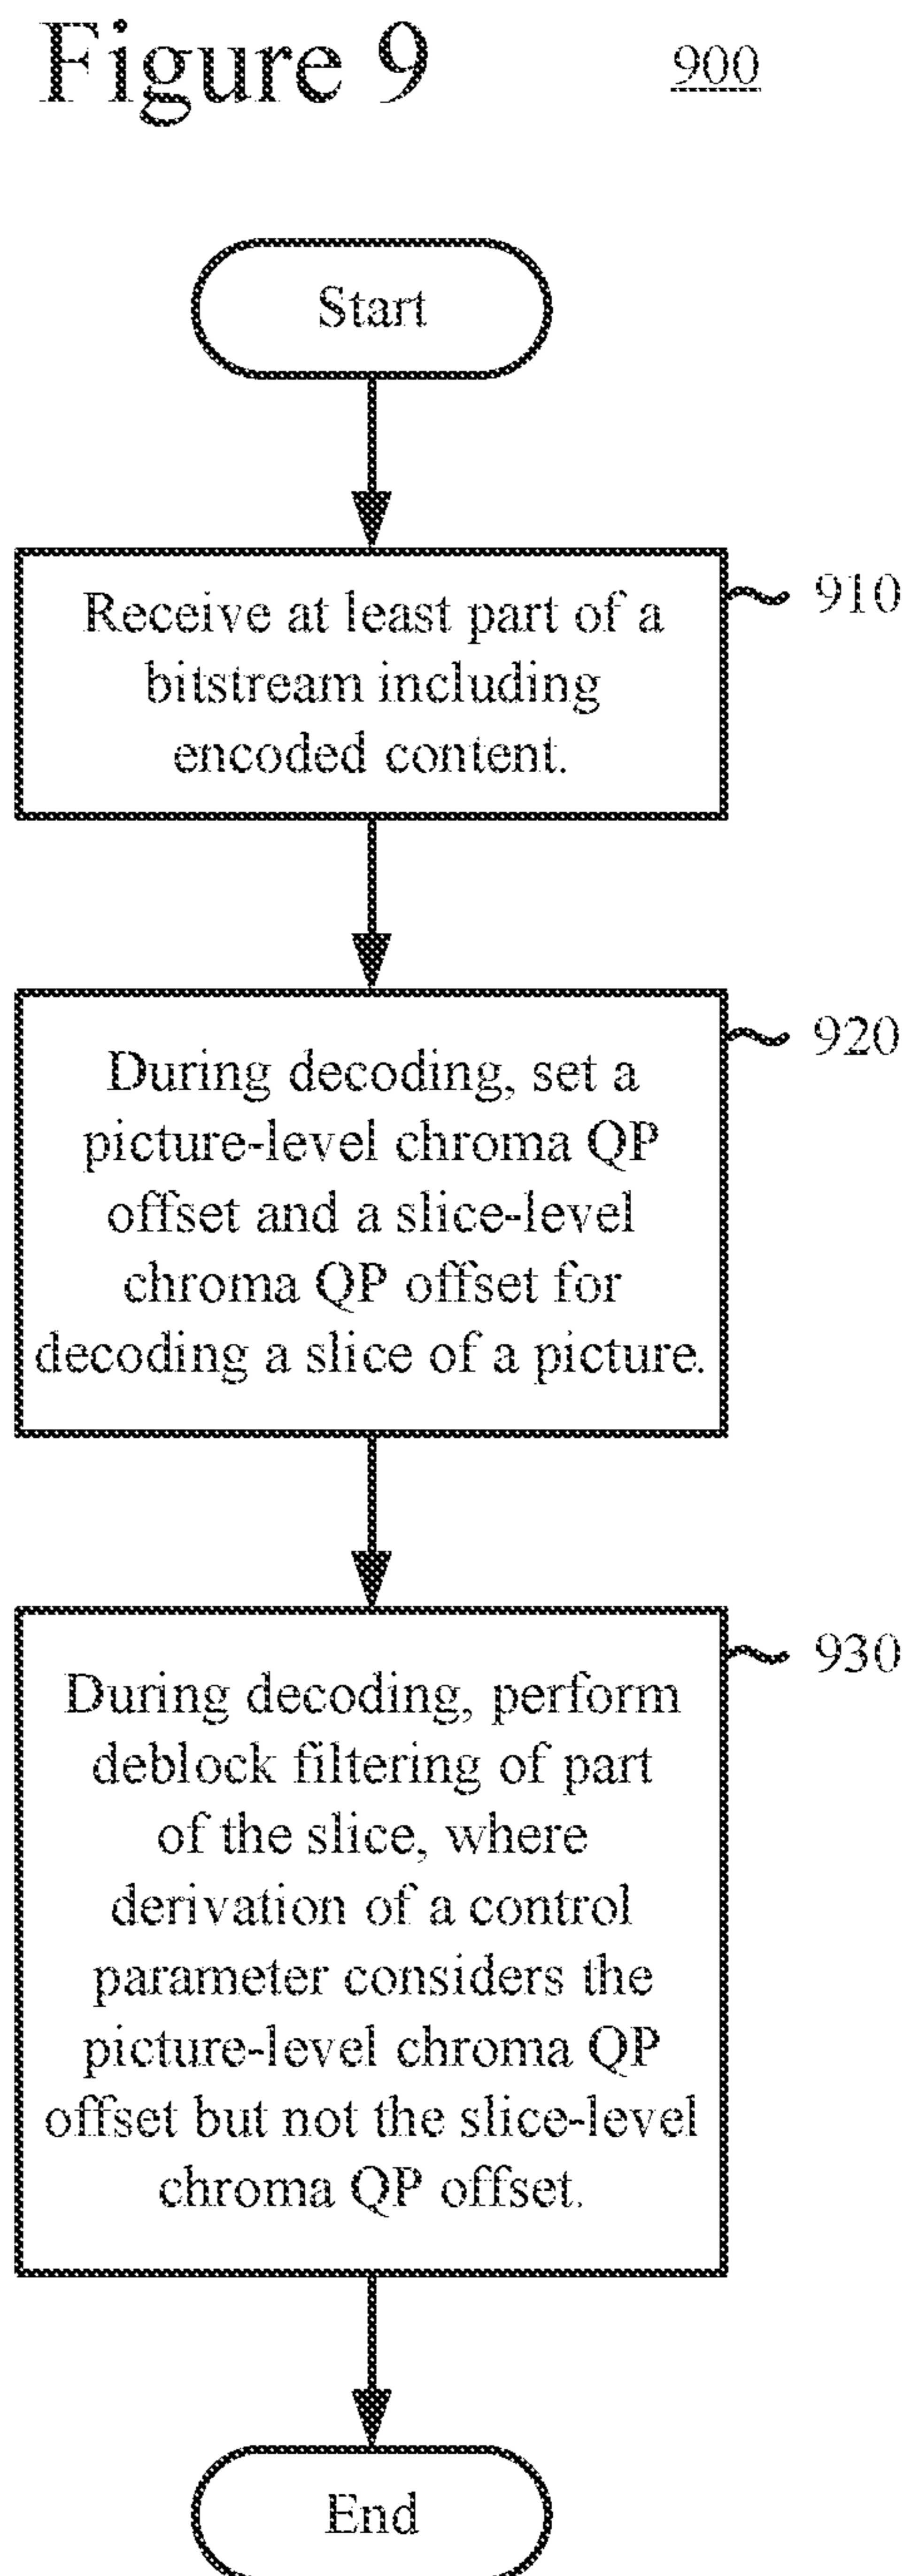 Figure 9
900
Start
Receive at least part of a
bitstream including
encoded content.
910
During decoding, set a
picture-level chroma QP
offset and a slice-level
chroma QP offset for
decoding a slice of a picture.
920
During decoding, perform
deblock filtering of part
of the slice, where
derivation of a control
parameter considers the
picture-level chroma QP
offset but not the slice-level
chroma QP offset.
930
End